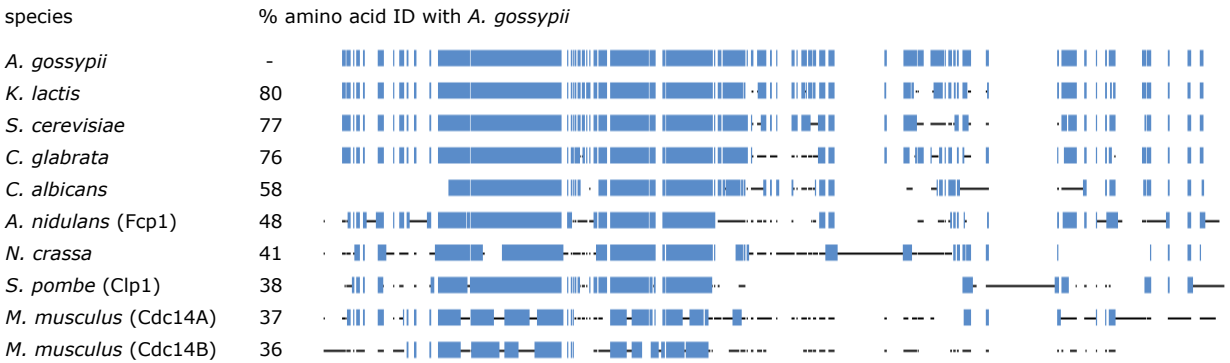 species % amino acid ID with A. gossypii
A. gossypii -
K. lactis 80
S. cerevisiae 77
C. glabrata 76
C. albicans 58
A. nidulans (Fcp1) 48
N. crassa 41
S. pombe (Clp1) 38
M. musculus (Cdc14A) 37
M. musculus (Cdc14B) 36